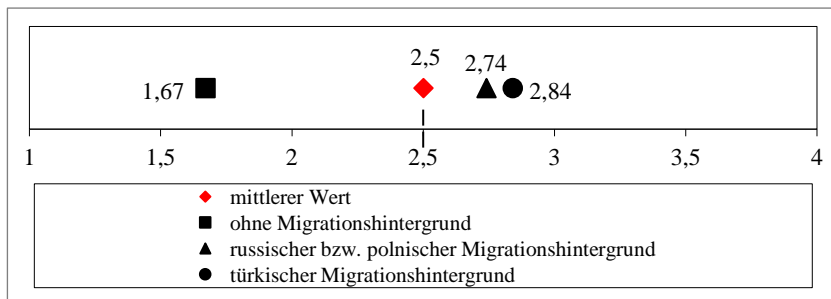 2,5
2,74
1,67
2,84
1 1,5 2 2,5 3 3,5 4
mittlerer Wert
ohne Migrationshintergrund
russischer bzw. polnischer Migrationshintergrund
türkischer Migrationshintergrund